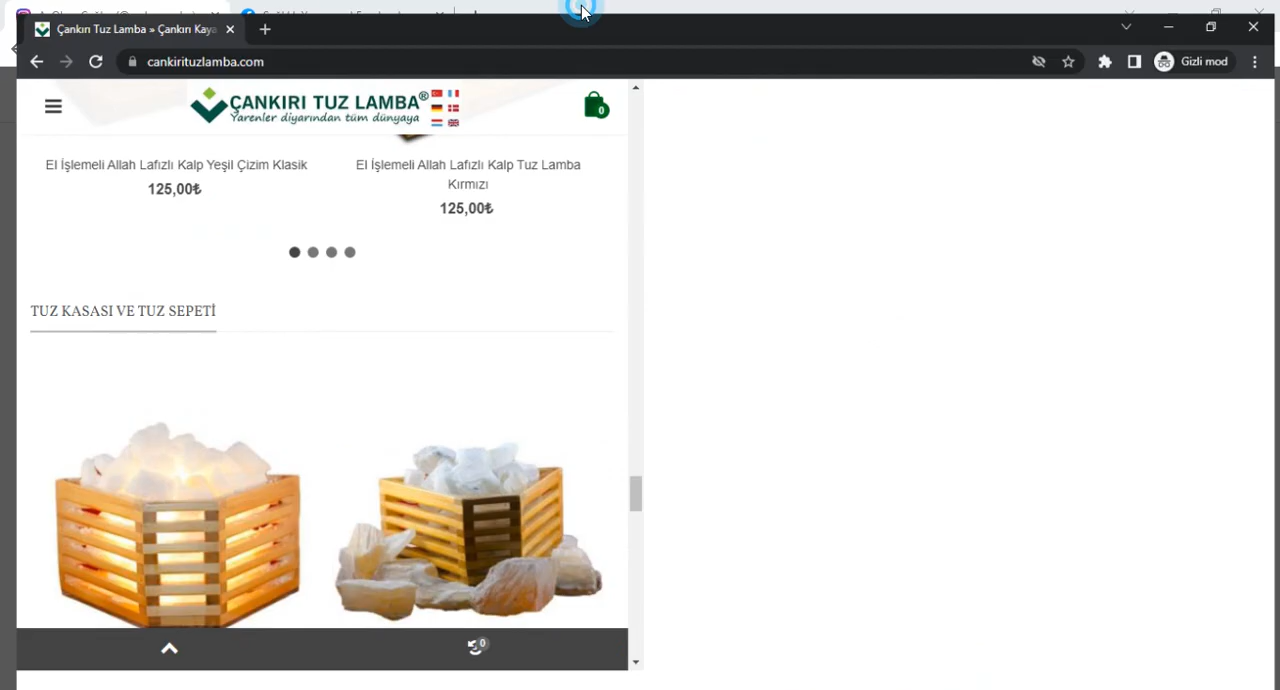 Çankırı Tuz Lamba » Çankırı Kaya
cankirituzlamba.com
Gizli mod
ÇANKIRI TUZ LAMBA®
Yarenler diyarından tüm dünyaya
0
El İşlemeli Allah Lafızlı Kalp Yeşil Çizim Klasik
125,00₺
El İşlemeli Allah Lafızlı Kalp Tuz Lamba
Kırmızı
125,00₺
TUZ KASASI VE TUZ SEPETİ
0